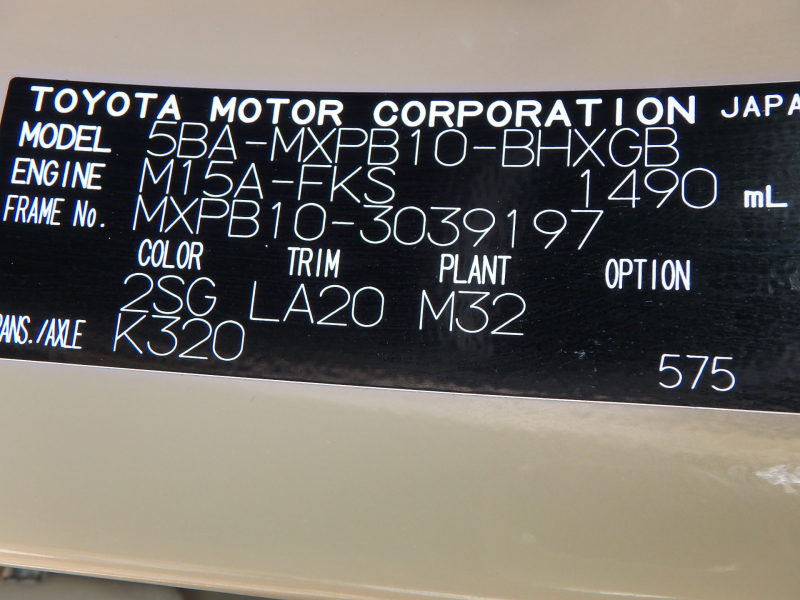 TOYOTA MOTOR CORPORATION JAPA
MODEL 5BA-MXPB10-BHXGB
ENGINE M15A-FKS 1490 mL
FRAME No. MXPB10-3039197
COLOR TRIM PLANT OPTION
2SG LA20 M32
RANS./AXLE K320
575